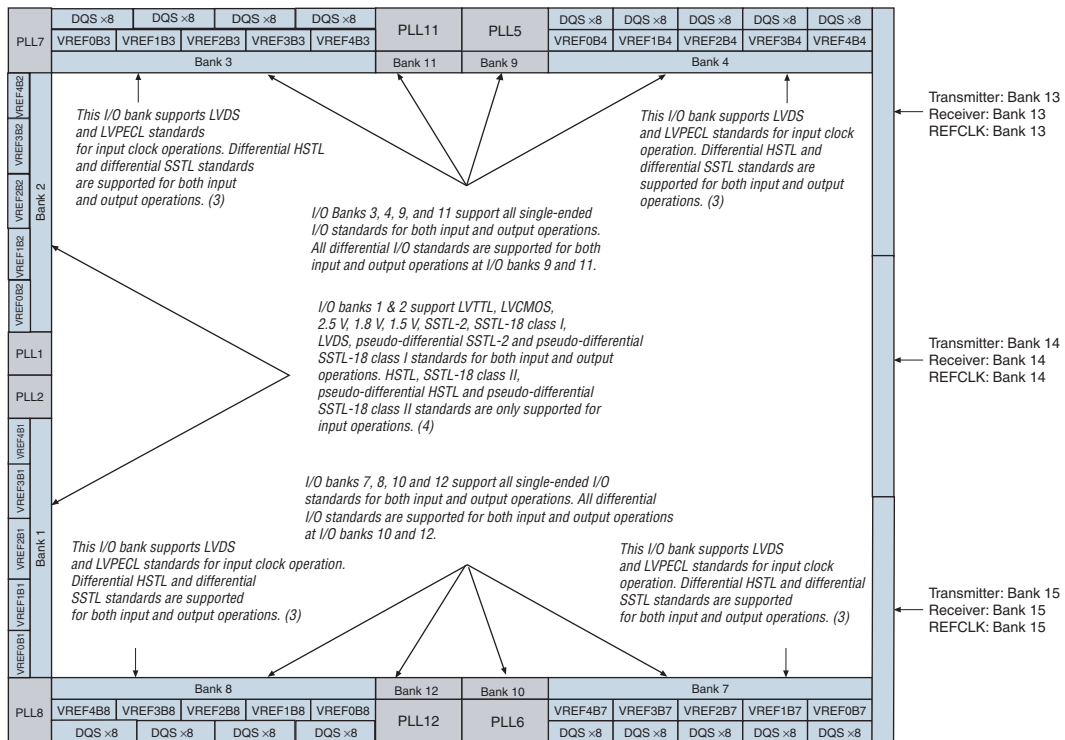 DQS ×8 DQS ×8 DQS ×8 DQS ×8
PLL7
VREF0B3 VREF1B3 VREF2B3 VREF3B3 VREF4B3
Bank 3
PLL11
Bank 11
PLL5
Bank 9
DQS ×8 DQS ×8 DQS ×8 DQS ×8 DQS ×8
VREF0B4 VREF1B4 VREF2B4 VREF3B4 VREF4B4
Bank 4
VREF4B2
VREF3B2
VREF2B2
VREF1B2
VREF0B2
Bank 2
This I/O bank supports LVDS
and LVPECL standards
for input clock operations. Differential HSTL
and differential SSTL standards
are supported for both input
and output operations. (3)
This I/O bank supports LVDS
and LVPECL standards for input clock
operation. Differential HSTL and
differential SSTL standards are
supported for both input and output
operations. (3)
Transmitter: Bank 13
Receiver: Bank 13
REFCLK: Bank 13
I/O Banks 3, 4, 9, and 11 support all single-ended
I/O standards for both input and output operations.
All differential I/O standards are supported for both
input and output operations at I/O banks 9 and 11.
PLL1
PLL2
I/O banks 1 & 2 support LVTTL, LVCMOS,
2.5 V, 1.8 V, 1.5 V, SSTL-2, SSTL-18 class I,
LVDS, pseudo-differential SSTL-2 and pseudo-differential
SSTL-18 class I standards for both input and output
operations. HSTL, SSTL-18 class II,
pseudo-differential HSTL and pseudo-differential
SSTL-18 class II standards are only supported for
input operations. (4)
Transmitter: Bank 14
Receiver: Bank 14
REFCLK: Bank 14
VREF4B1
VREF3B1
VREF2B1
VREF1B1
VREF0B1
Bank 1
I/O banks 7, 8, 10 and 12 support all single-ended I/O
standards for both input and output operations. All differential
I/O standards are supported for both input and output operations
at I/O banks 10 and 12.
This I/O bank supports LVDS
and LVPECL standards for input clock operation.
Differential HSTL and differential
SSTL standards are supported
for both input and output operations. (3)
This I/O bank supports LVDS
and LVPECL standards for input clock
operation. Differential HSTL and differential
SSTL standards are supported
for both input and output operations. (3)
Transmitter: Bank 15
Receiver: Bank 15
REFCLK: Bank 15
PLL8
Bank 8
VREF4B8 VREF3B8 VREF2B8 VREF1B8 VREF0B8
DQS ×8 DQS ×8 DQS ×8 DQS ×8
Bank 12
PLL12
Bank 10
PLL6
Bank 7
VREF4B7 VREF3B7 VREF2B7 VREF1B7 VREF0B7
DQS ×8 DQS ×8 DQS ×8 DQS ×8 DQS ×8